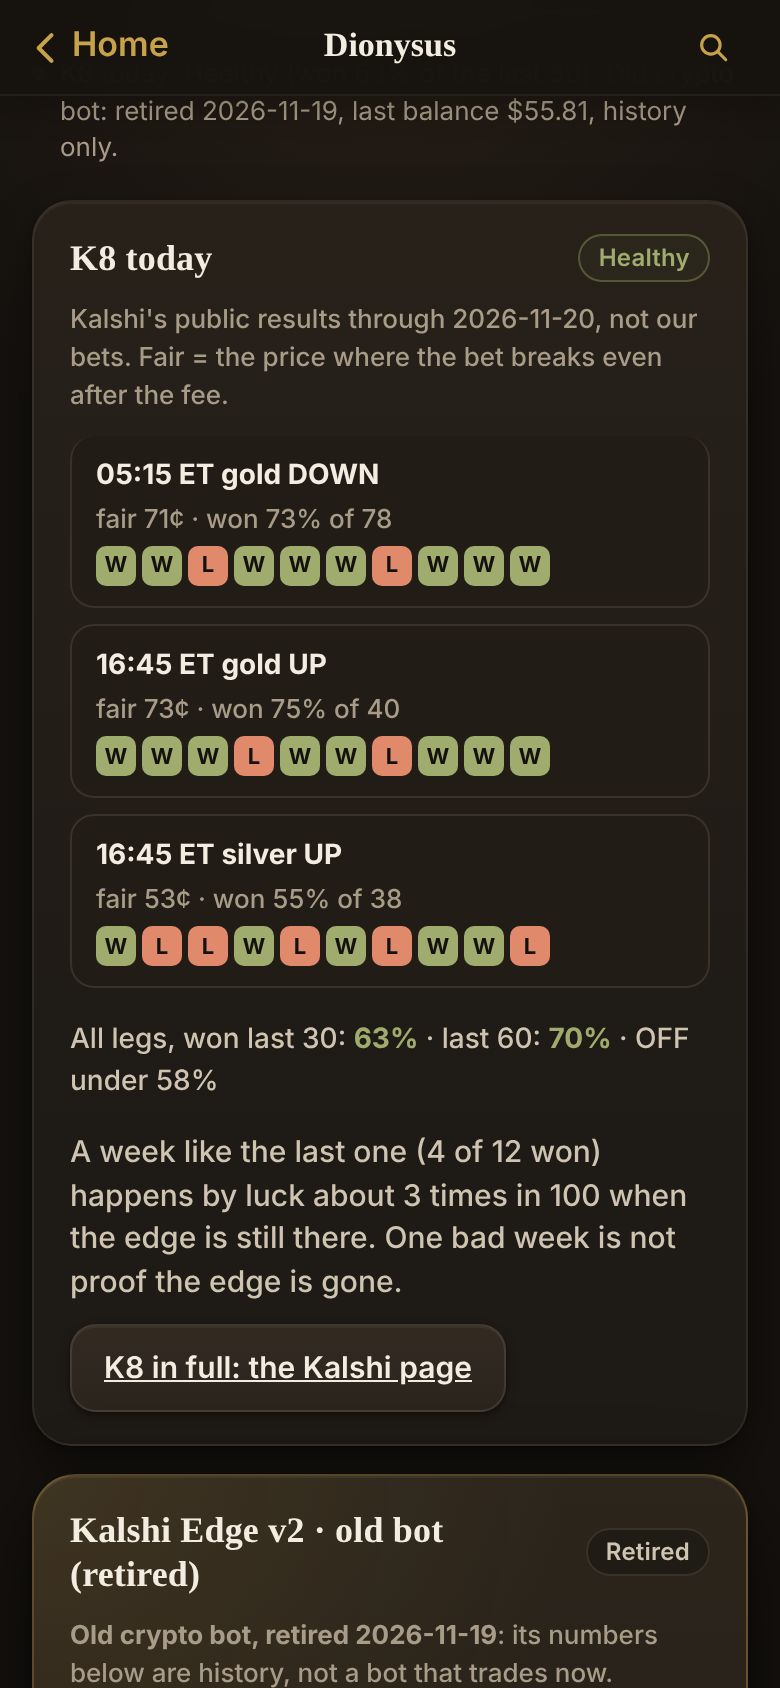 Home
Dionysus
bot: retired 2026-11-19, last balance $55.81, history
only.
K8 today
Healthy
Kalshi's public results through 2026-11-20, not our
bets. Fair = the price where the bet breaks even
after the fee.
05:15 ET gold DOWN
fair 71¢ · won 73% of 78
W W L W W W L W W W
16:45 ET gold UP
fair 73¢ · won 75% of 40
W W W L W W L W W W
16:45 ET silver UP
fair 53¢ · won 55% of 38
W L L W L W L W W L
All legs, won last 30: 63% · last 60: 70% · OFF
under 58%
A week like the last one (4 of 12 won)
happens by luck about 3 times in 100 when
the edge is still there. One bad week is not
proof the edge is gone.
K8 in full: the Kalshi page
Kalshi Edge v2 · old bot
(retired)
Retired
Old crypto bot, retired 2026-11-19: its numbers
below are history, not a bot that trades now.